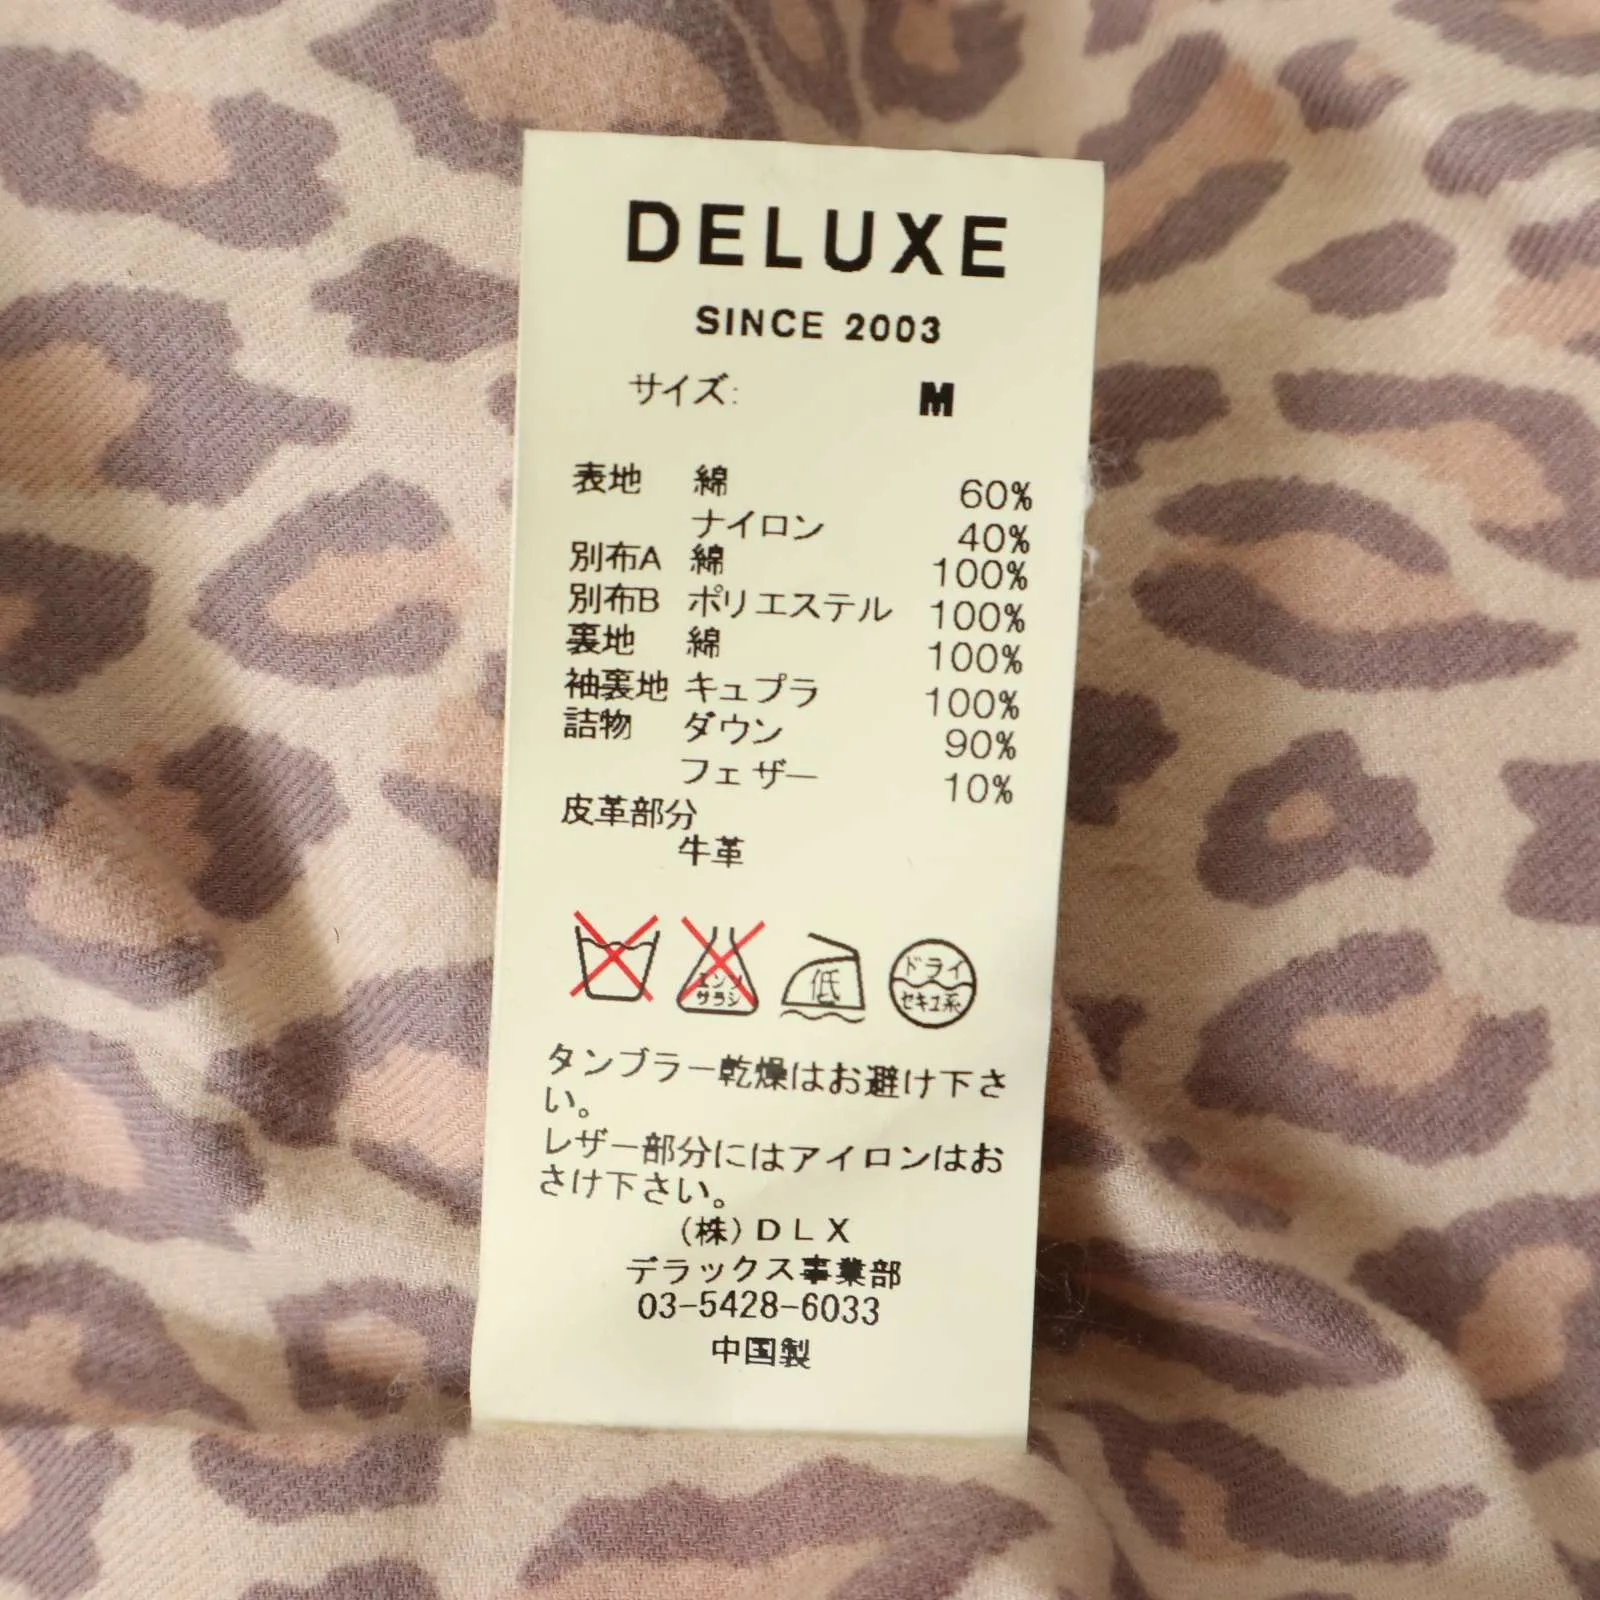 DELUXE
SINCE 2003
サイズ: M
表地 綿 60%
ナイロン 40%
別布A 綿 100%
別布B ポリエステル 100%
裏地 綿 100%
袖裏地 キュプラ 100%
詰物 ダウン 90%
フェザー 10%
皮革部分
牛革
エンソ
サラシ
低
ドライ
セキユ系
タンブラー乾燥はお避け下さ
い。
レザー部分にはアイロンはお
さけ下さい。
(株)DLX
デラックス事業部
03-5428-6033
中国製